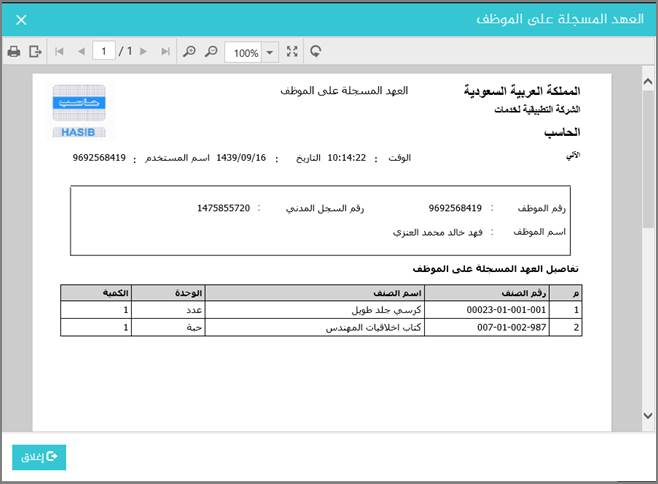 العهد المسجلة على الموظف
1 / 1
100%
المملكة العربية السعودية
العهد المسجلة على الموظف
حاسب
الشركة التطبيقية لخدمات
الحاسب
HASIB
الآلي
الوقت : 10:14:22 التاريخ : 1439/09/16 اسم المستخدم : 9692568419
رقم الموظف : 9692568419 رقم السجل المدني : 1475855720
اسم الموظف : فهد خالد محمد العنزي
تفاصيل العهد المسجلة على الموظف
م رقم الصنف اسم الصنف الوحدة الكمية
1 00023-01-001-001 كرسي جلد طويل عدد 1
2 007-01-002-987 كتاب اخلاقيات المهندس حبة 1
إغلاق